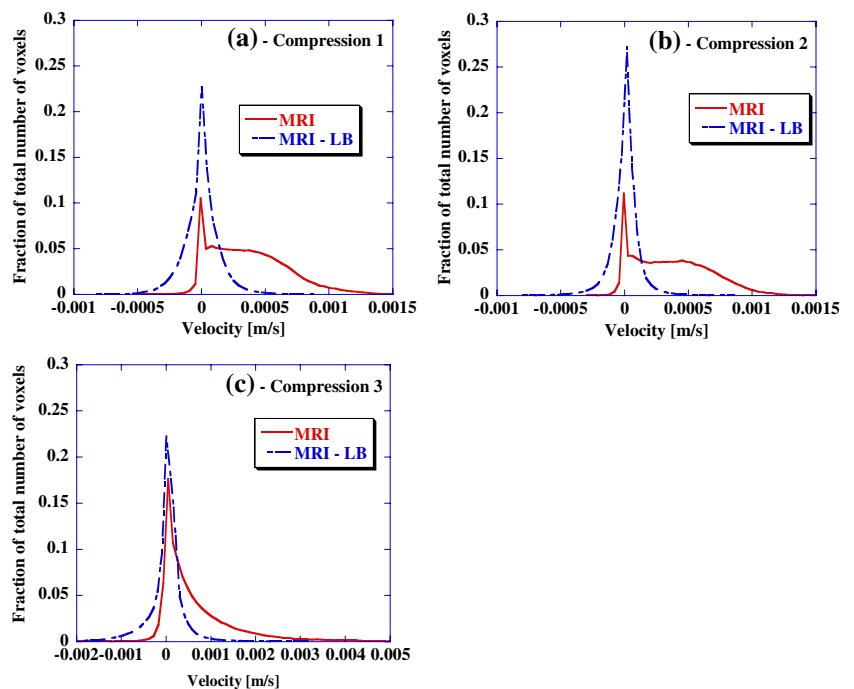 (a) - Compression 1
0.3
0.25
0.2
0.15
0.1
0.05
0
Fraction of total number of voxels
MRI
MRI - LB
-0.001 -0.0005 0 0.0005 0.001 0.0015
Velocity [m/s]
(b) - Compression 2
0.3
0.25
0.2
0.15
0.1
0.05
0
Fraction of total number of voxels
MRI
MRI - LB
-0.001 -0.0005 0 0.0005 0.001 0.0015
Velocity [m/s]
(c) - Compression 3
0.3
0.25
0.2
0.15
0.1
0.05
0
Fraction of total number of voxels
MRI
MRI - LB
-0.002 -0.001 0 0.001 0.002 0.003 0.004 0.005
Velocity [m/s]